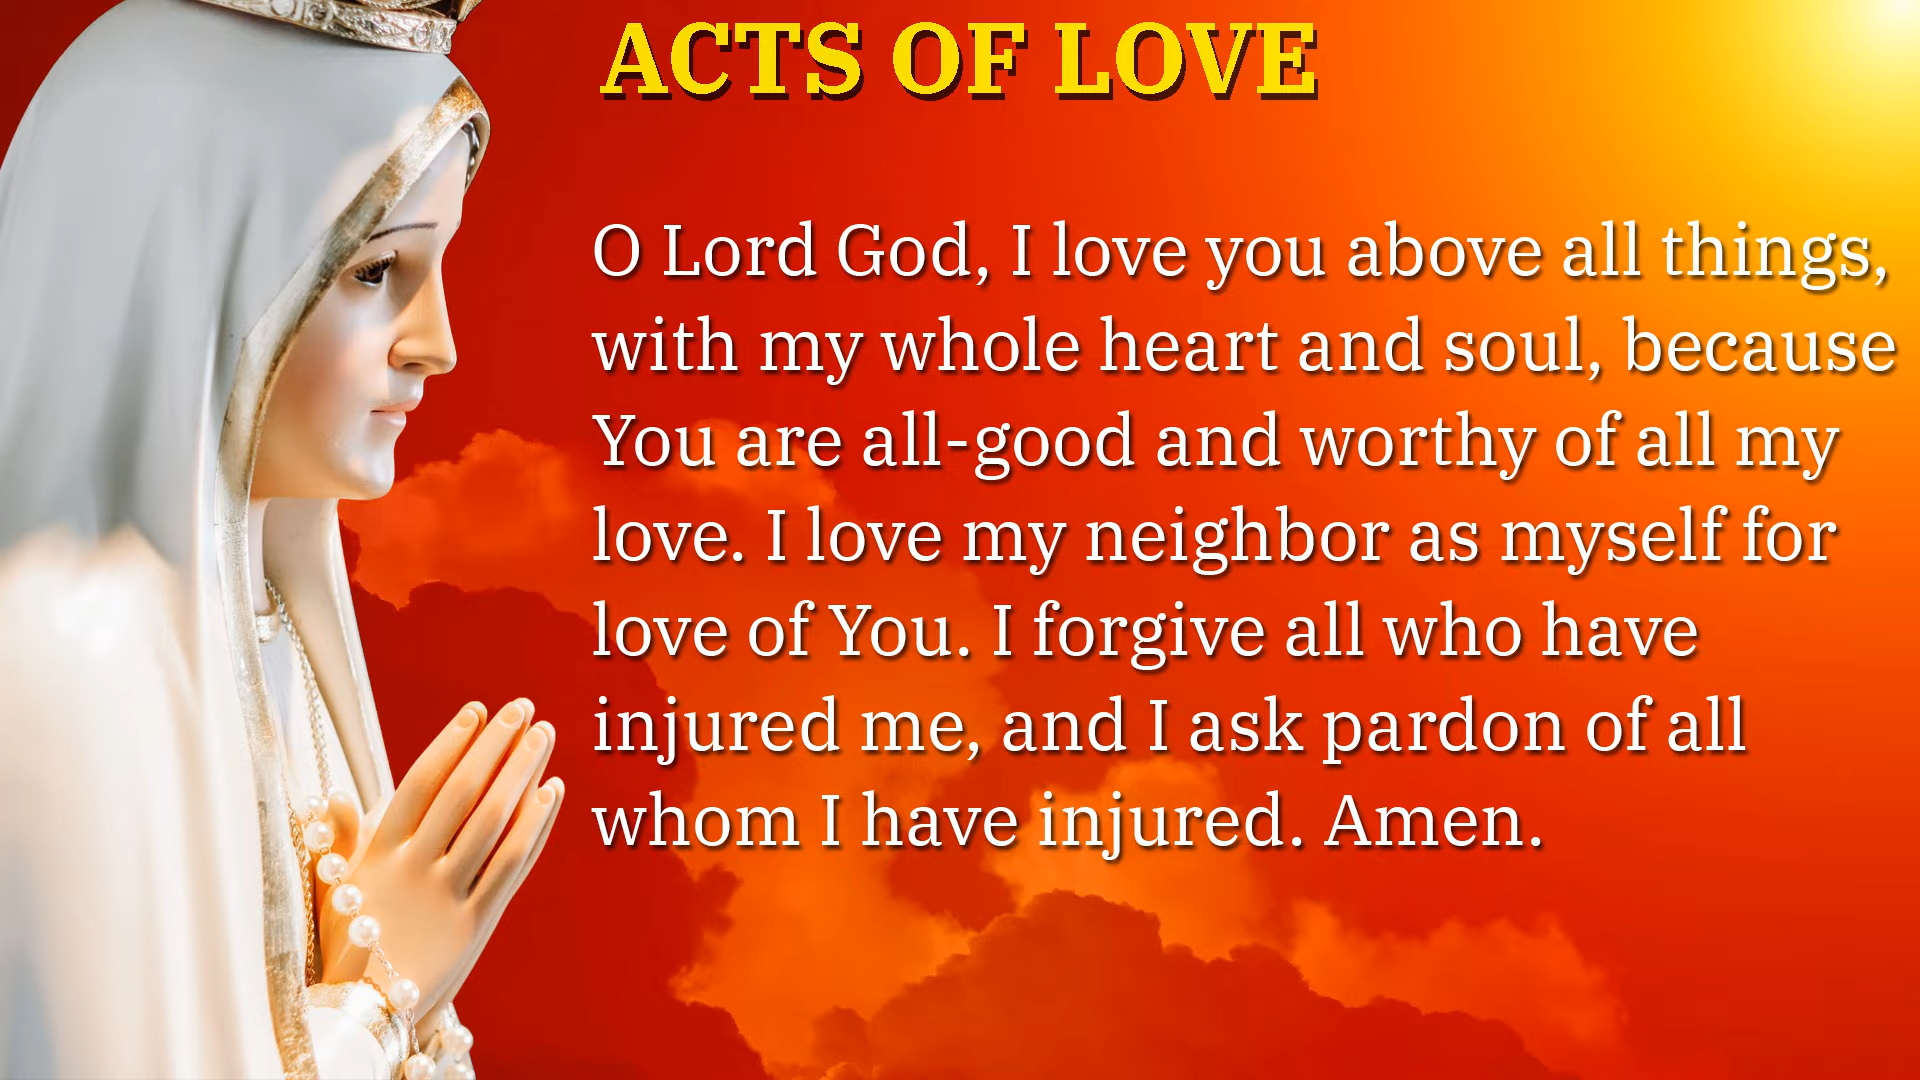 ACTS OF LOVE
O Lord God, I love you above all things,
with my whole heart and soul, because
You are all-good and worthy of all my
love. I love my neighbor as myself for
love of You. I forgive all who have
injured me, and I ask pardon of all
whom I have injured. Amen.